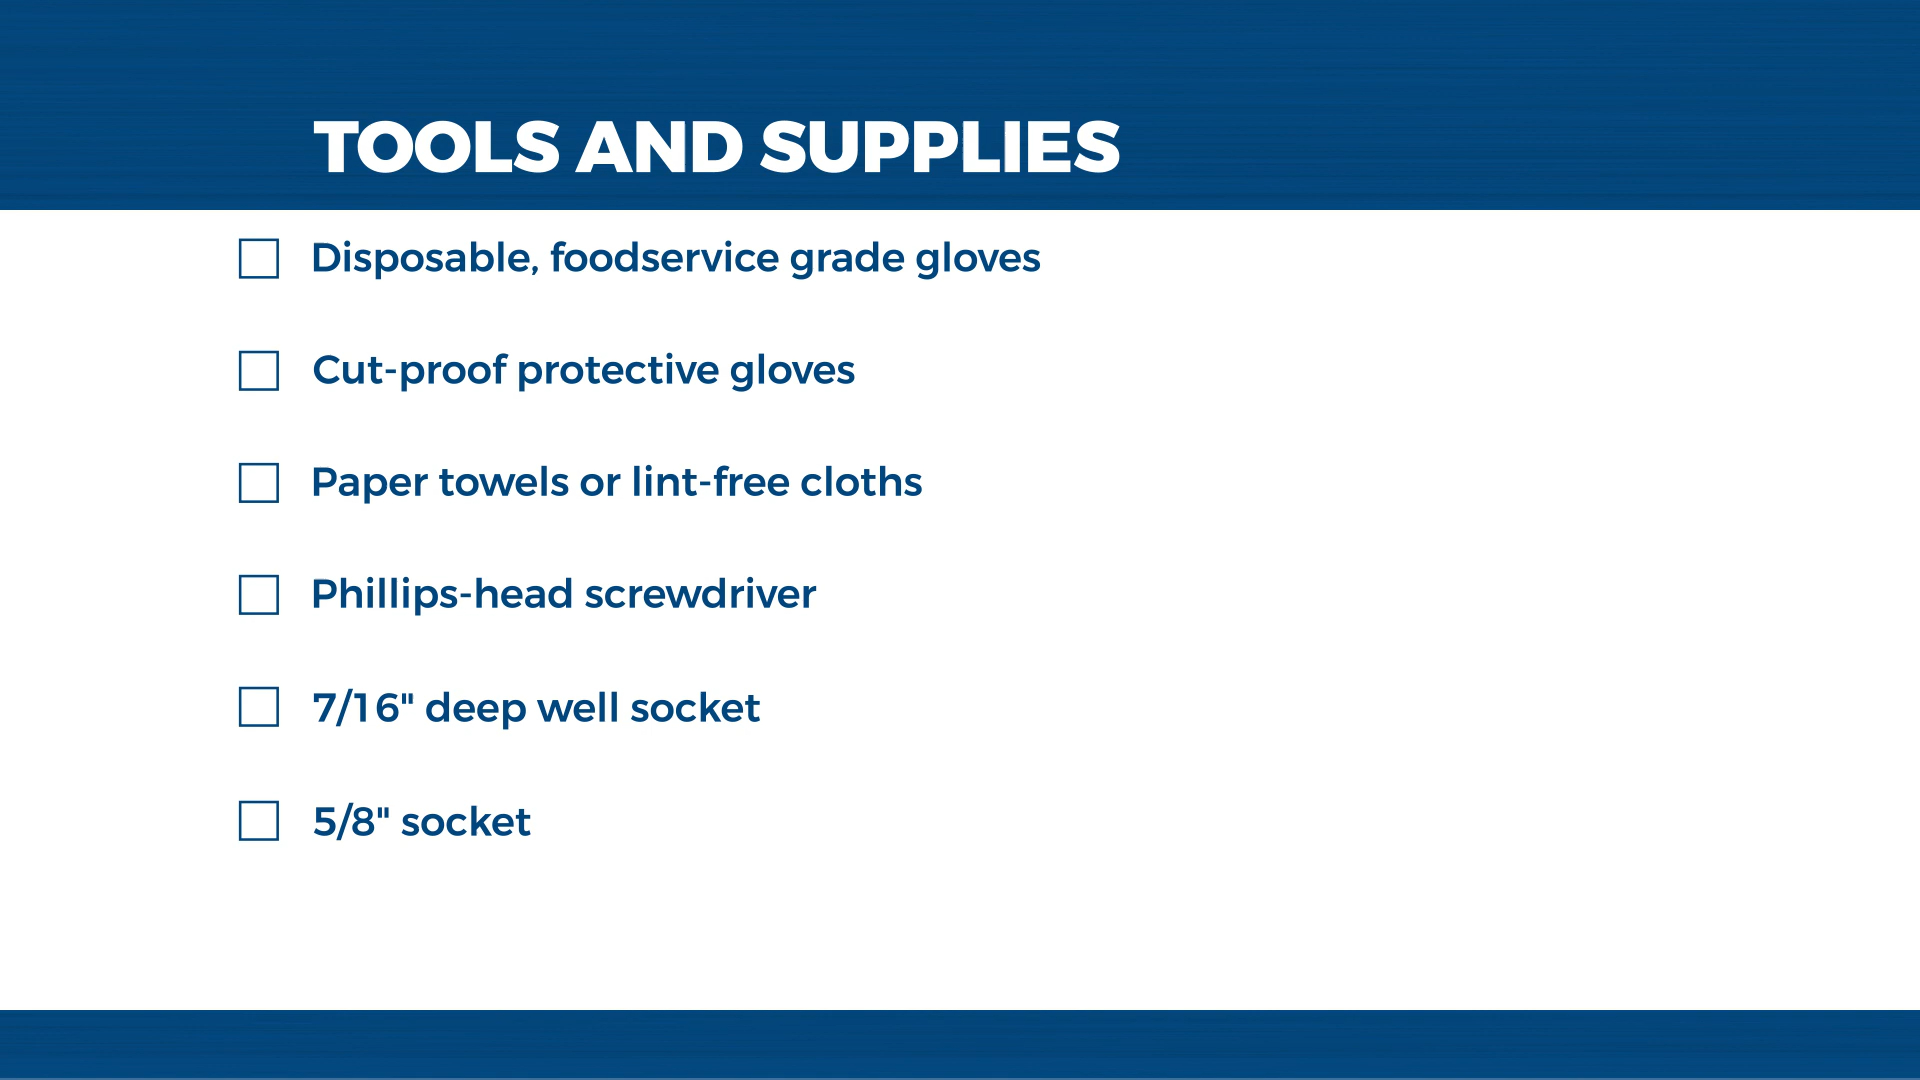 TOOLS AND SUPPLIES
Disposable, foodservice grade gloves
Cut-proof protective gloves
Paper towels or lint-free cloths
Phillips-head screwdriver
7/16" deep well socket
5/8" socket